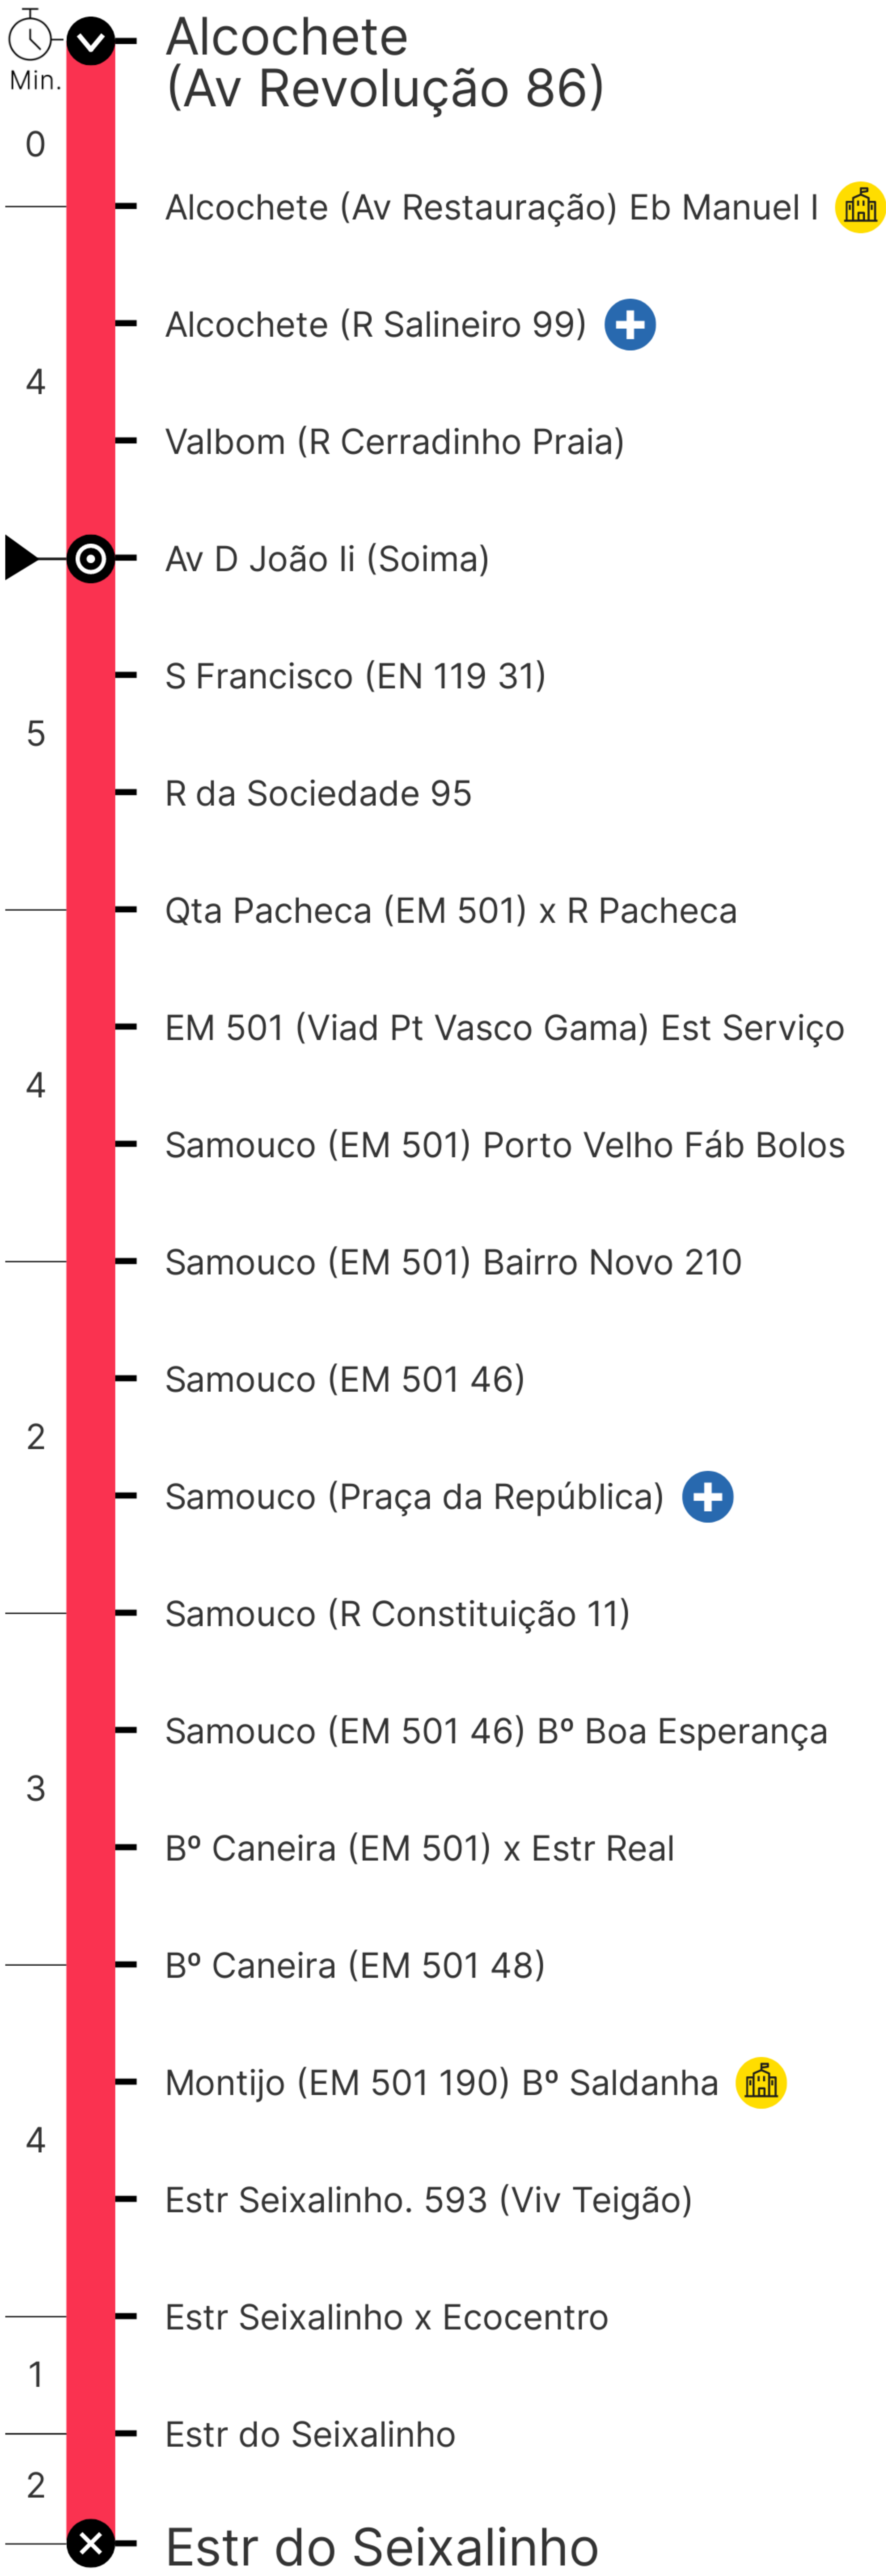 Alcochete
(Av Revolução 86)
Min.
0
Alcochete (Av Restauração) Eb Manuel I
Alcochete (R Salineiro 99)
4
Valbom (R Cerradinho Praia)
Av D João Ii (Soima)
S Francisco (EN 119 31)
5
R da Sociedade 95
Qta Pacheca (EM 501) x R Pacheca
EM 501 (Viad Pt Vasco Gama) Est Serviço
4
Samouco (EM 501) Porto Velho Fáb Bolos
Samouco (EM 501) Bairro Novo 210
Samouco (EM 501 46)
2
Samouco (Praça da República)
Samouco (R Constituição 11)
Samouco (EM 501 46) Bº Boa Esperança
3
Bº Caneira (EM 501) x Estr Real
Bº Caneira (EM 501 48)
Montijo (EM 501 190) Bº Saldanha
4
Estr Seixalinho. 593 (Viv Teigão)
Estr Seixalinho x Ecocentro
1
Estr do Seixalinho
2
Estr do Seixalinho